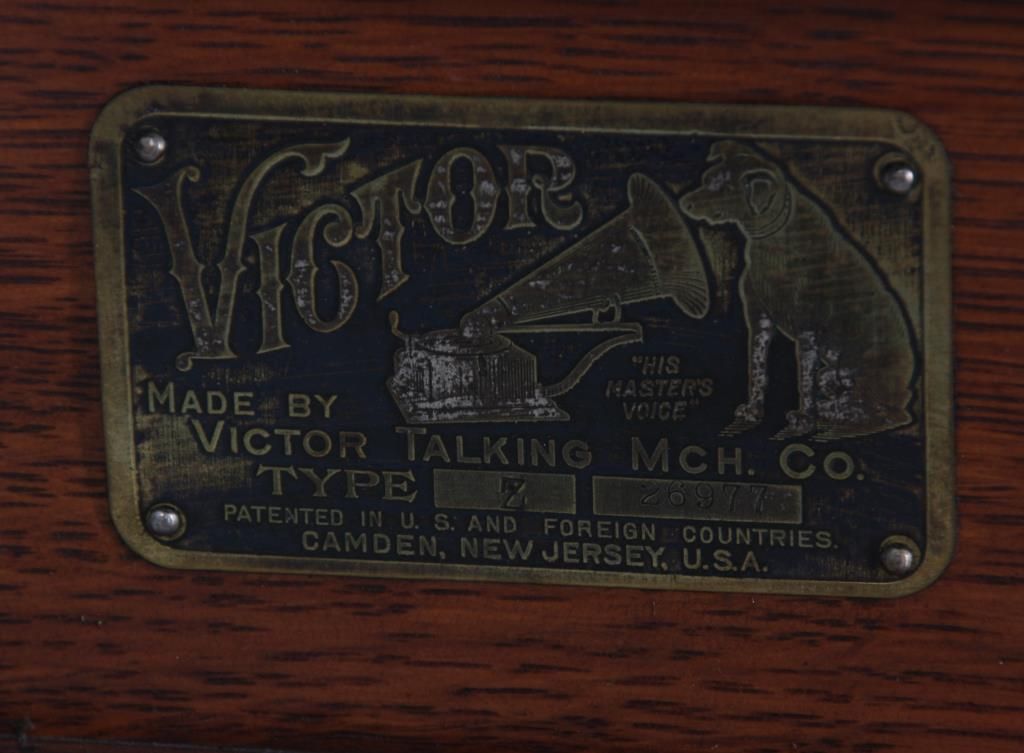 VICTOR
"HIS
MASTER'S
VOICE"
MADE BY
VICTOR TALKING MCH. CO.
TYPE Z 26977
PATENTED IN U. S. AND FOREIGN COUNTRIES.
CAMDEN, NEW JERSEY, U.S.A.